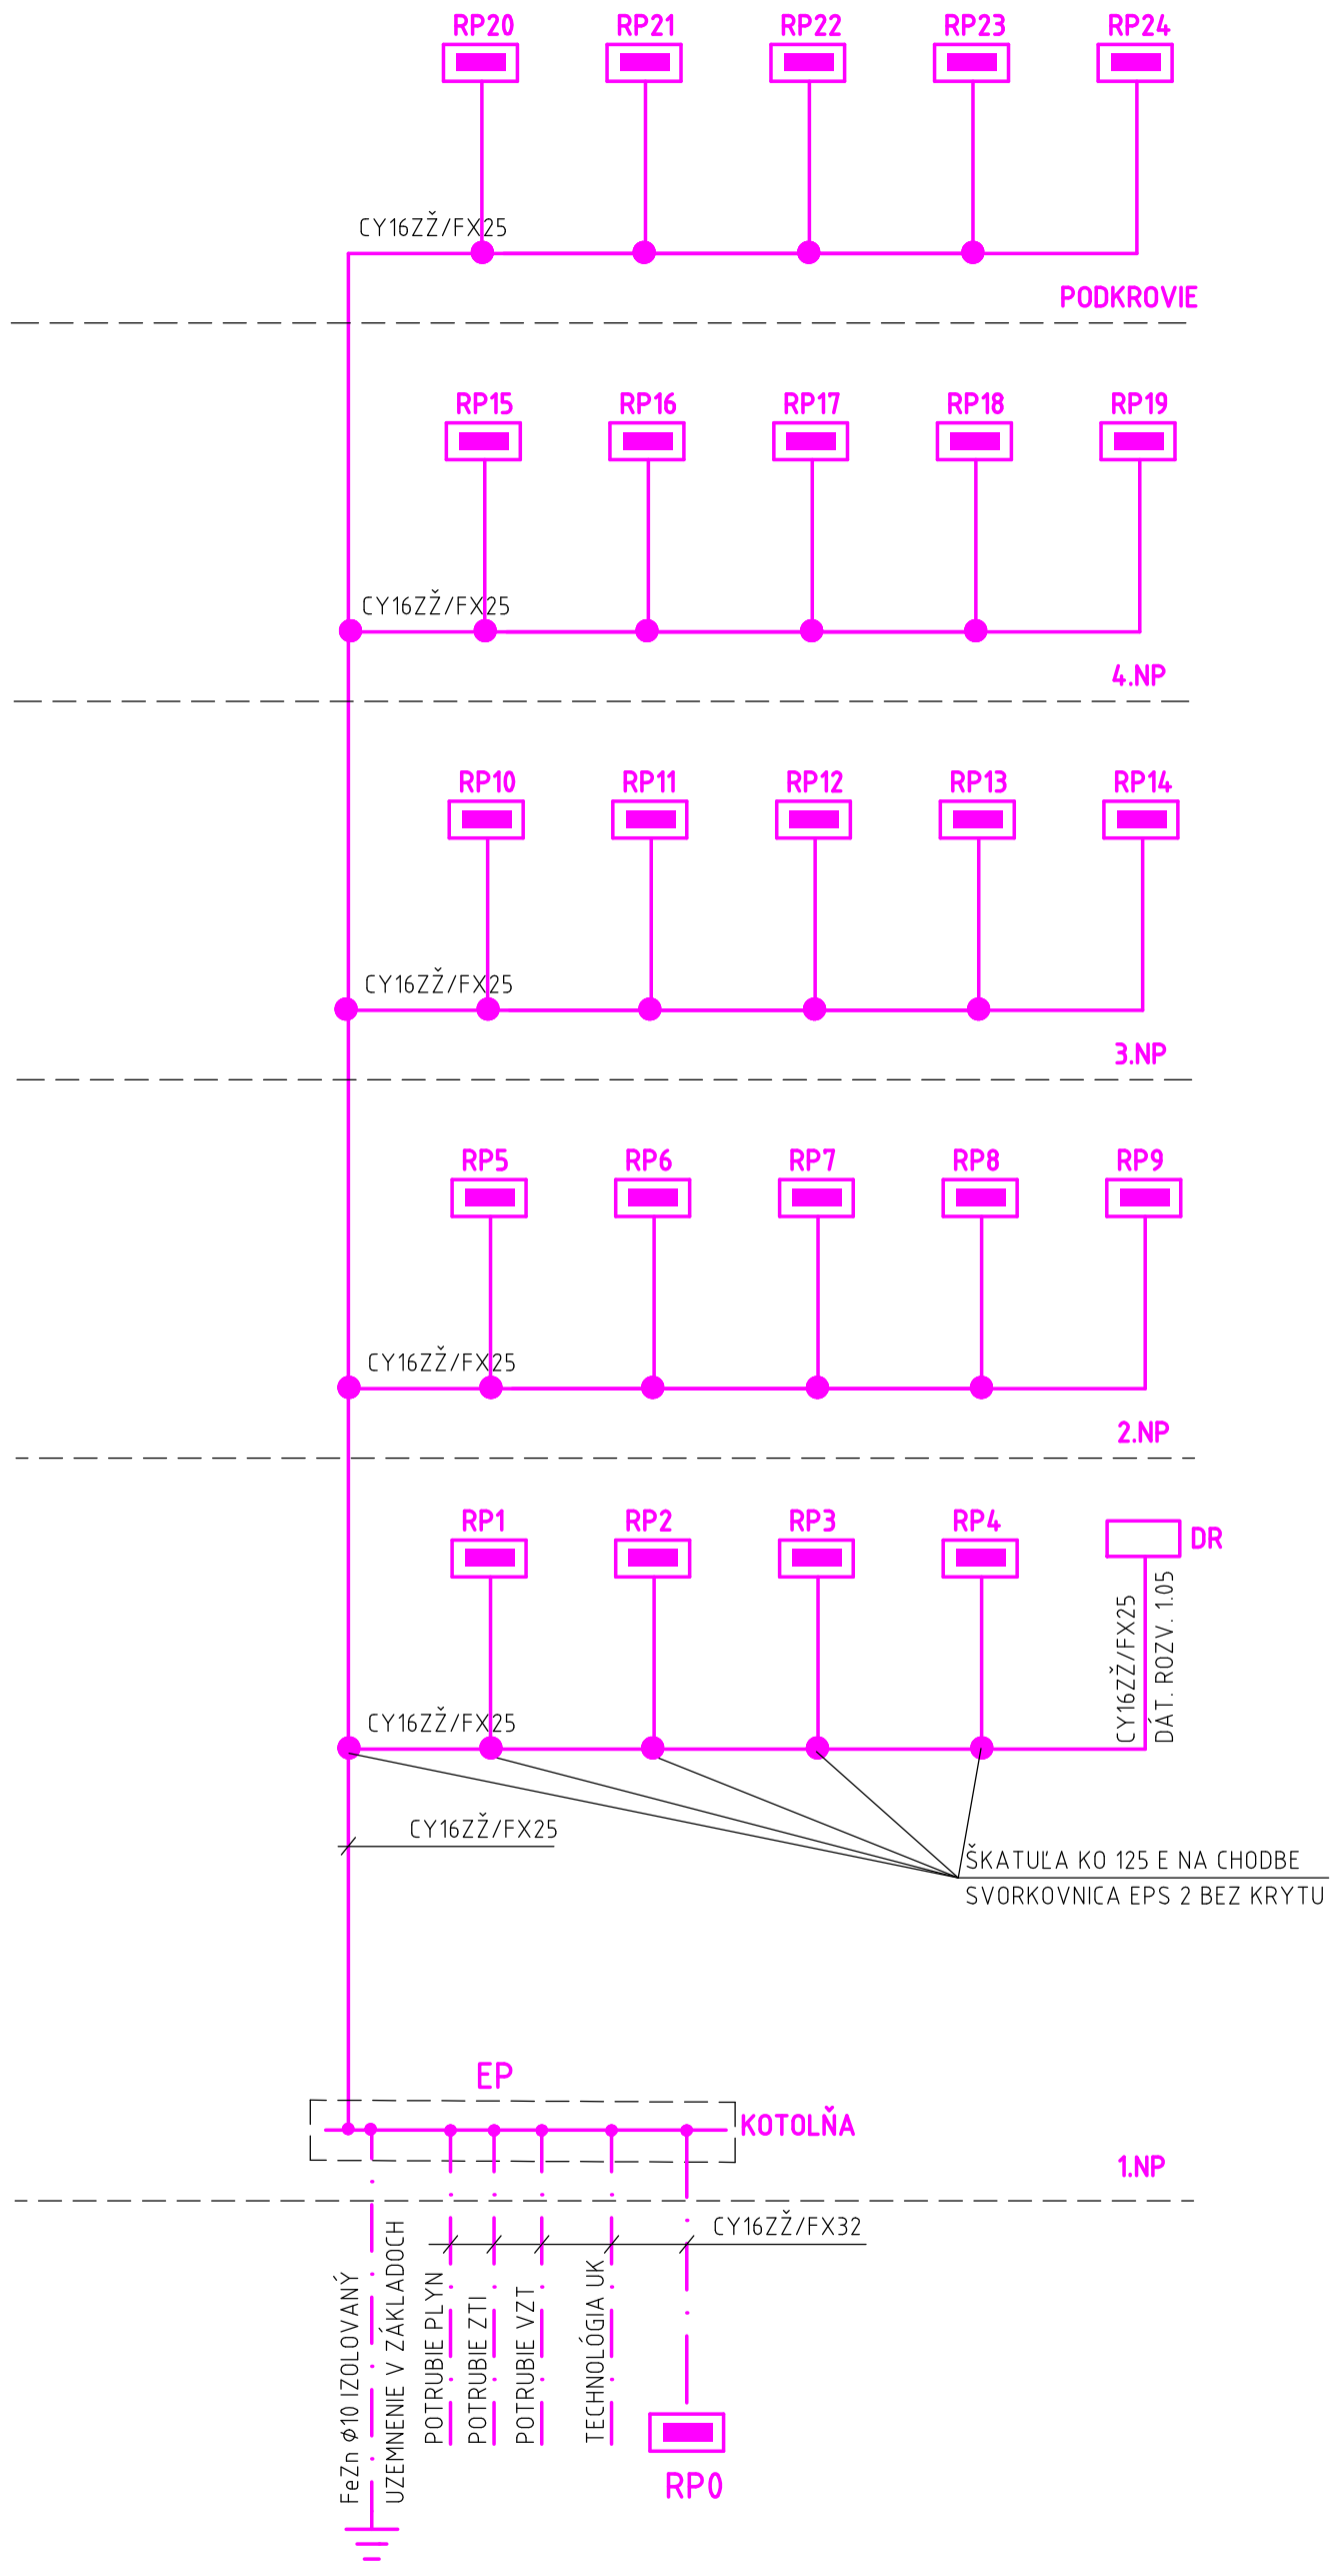 RP20 RP21 RP22 RP23 RP24
CY16ZŽ/FX25
PODKROVIE
RP15 RP16 RP17 RP18 RP19
CY16ZŽ/FX25
4.NP
RP10 RP11 RP12 RP13 RP14
CY16ZŽ/FX25
3.NP
RP5 RP6 RP7 RP8 RP9
CY16ZŽ/FX25
2.NP
RP1 RP2 RP3 RP4
DR
CY16ZŽ/FX25
DÁT. ROZV. 1.05
CY16ZŽ/FX25
CY16ZŽ/FX25
ŠKATUĽA KO 125 E NA CHODBE
SVORKOVNICA EPS 2 BEZ KRYTU
EP
KOTOLŇA
1.NP
CY16ZŽ/FX32
FeZn ϕ10 IZOLOVANÝ
UZEMNENIE V ZÁKLADOCH
POTRUBIE PLYN
POTRUBIE ZTI
POTRUBIE VZT
TECHNOLÓGIA UK
RP0